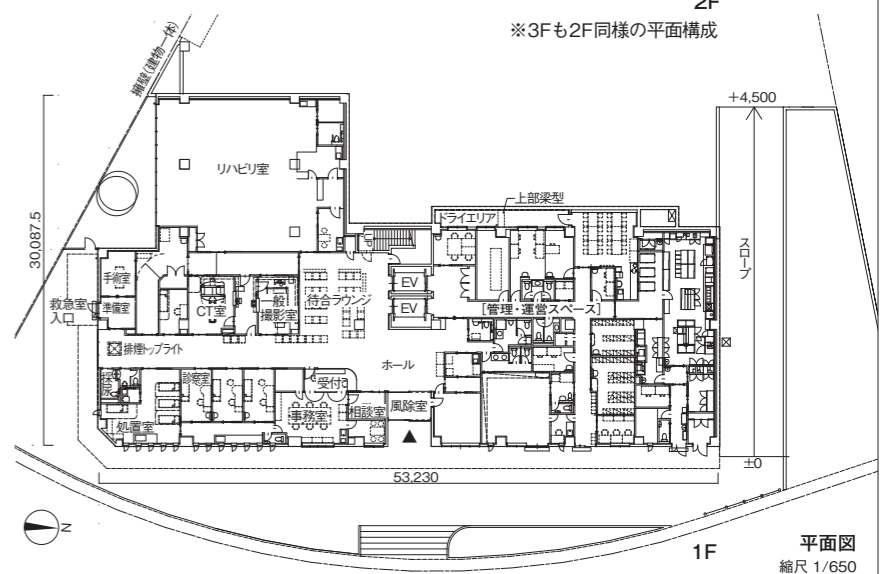 2F
※3Fも2F同様の平面構成
擁壁(建物一体)
+4,500
30,087.5
リハビリ室
上部梁型
ドライエリア
スロープ
手術室
救急室入口
準備室
CT室
一般
撮影室
待合ラウンジ
EV
EV
[管理・運営スペース]
排煙トップライト
ホール
採尿
診察室
受付
処置室
事務室
相談室
風除室
±0
53,230
N
1F
平面図
縮尺 1/650